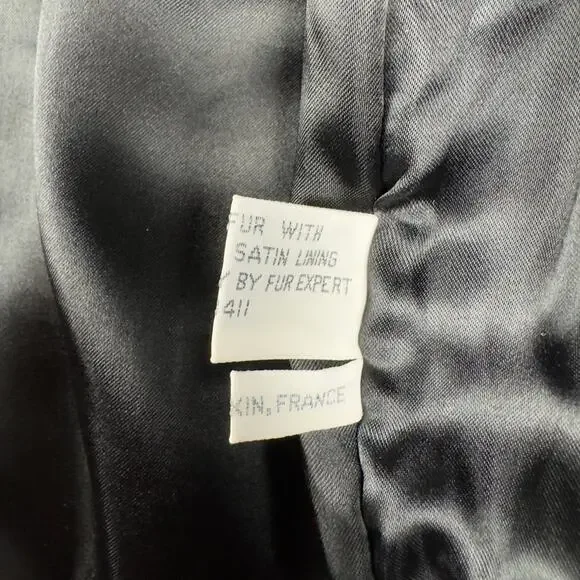 FUR WITH
SATIN LINING
Y BY FUR EXPERT
411
KIN, FRANCE